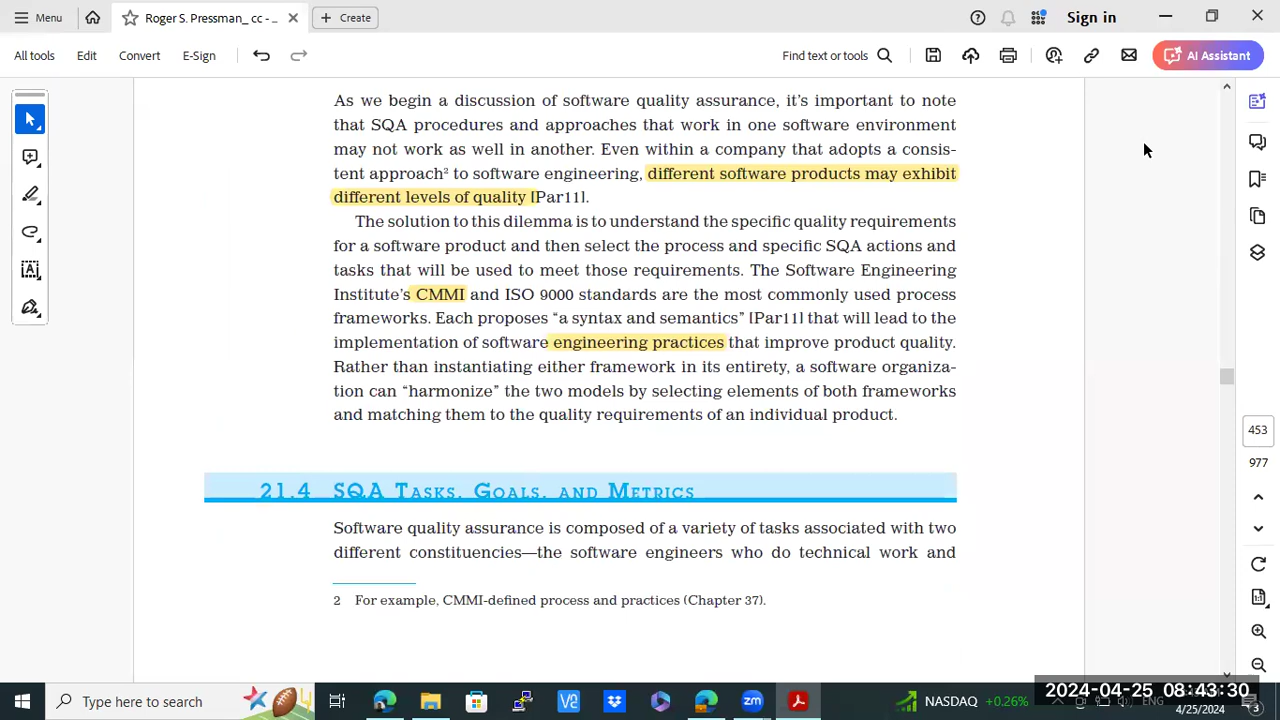 Menu
Roger S. Pressman_ cc - ...
Create
Sign in
All tools
Edit
Convert
E-Sign
Find text or tools
AI Assistant
As we begin a discussion of software quality assurance, it’s important to note
that SQA procedures and approaches that work in one software environment
may not work as well in another. Even within a company that adopts a consis-
tent approach² to software engineering, different software products may exhibit
different levels of quality [Par11].
The solution to this dilemma is to understand the specific quality requirements
for a software product and then select the process and specific SQA actions and
tasks that will be used to meet those requirements. The Software Engineering
Institute’s CMMI and ISO 9000 standards are the most commonly used process
frameworks. Each proposes “a syntax and semantics” [Par11] that will lead to the
implementation of software engineering practices that improve product quality.
Rather than instantiating either framework in its entirety, a software organiza-
tion can “harmonize” the two models by selecting elements of both frameworks
and matching them to the quality requirements of an individual product.
453
977
21.4 SQA Tasks, Goals, and Metrics
Software quality assurance is composed of a variety of tasks associated with two
different constituencies—the software engineers who do technical work and
2 For example, CMMI-defined process and practices (Chapter 37).
Type here to search
NASDAQ +0.26%
2024-04-25 08:43:30
ENG
4/25/2024
3